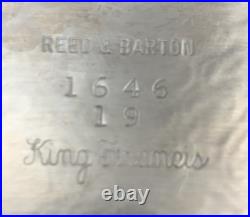 REED & BARTON
1646
19
King Francis